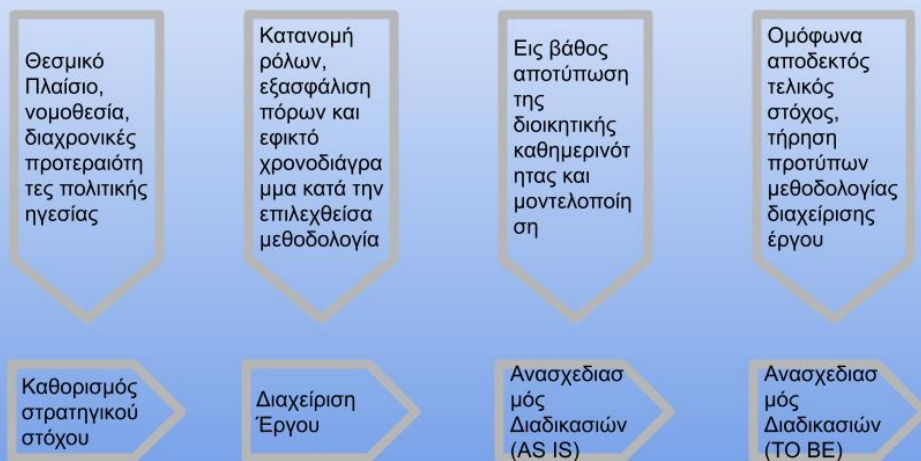 Θεσμικό
Πλαίσιο,
νομοθεσία,
διαχρονικές
προτεραιότη
τες πολιτικής
ηγεσίας
Κατανομή
ρόλων,
εξασφάλιση
πόρων και
εφικτό
χρονοδιάγρα
μμα κατά την
επιλεχθείσα
μεθοδολογία
Εις βάθος
αποτύπωση
της
διοικητικής
καθημερινότ
ητας και
μοντελοποίη
ση
Ομόφωνα
αποδεκτός
τελικός
στόχος,
τήρηση
προτύπων
μεθοδολογίας
διαχείρισης
έργου
Καθορισμός
στρατηγικού
στόχου
Διαχείριση
Έργου
Ανασχεδιασ
μός
Διαδικασιών
(AS IS)
Ανασχεδιασ
μός
Διαδικασιών
(TO BE)